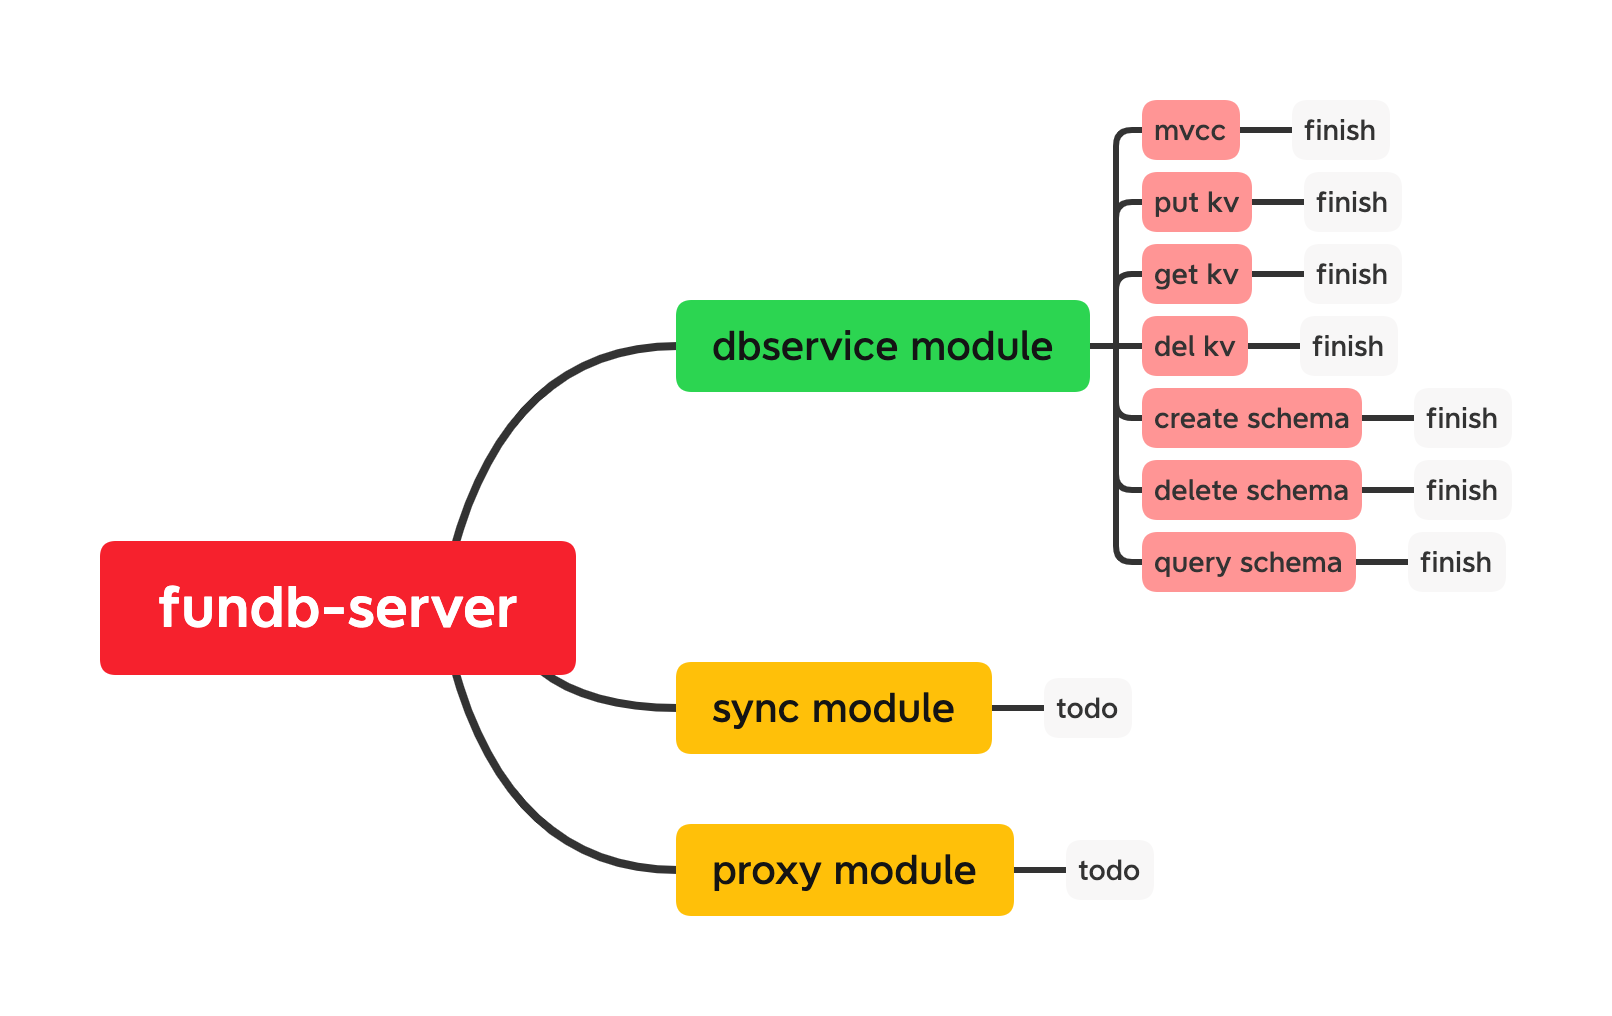 fundb-server
dbservice module
mvcc
finish
put kv
finish
get kv
finish
del kv
finish
create schema
finish
delete schema
finish
query schema
finish
sync module
todo
proxy module
todo